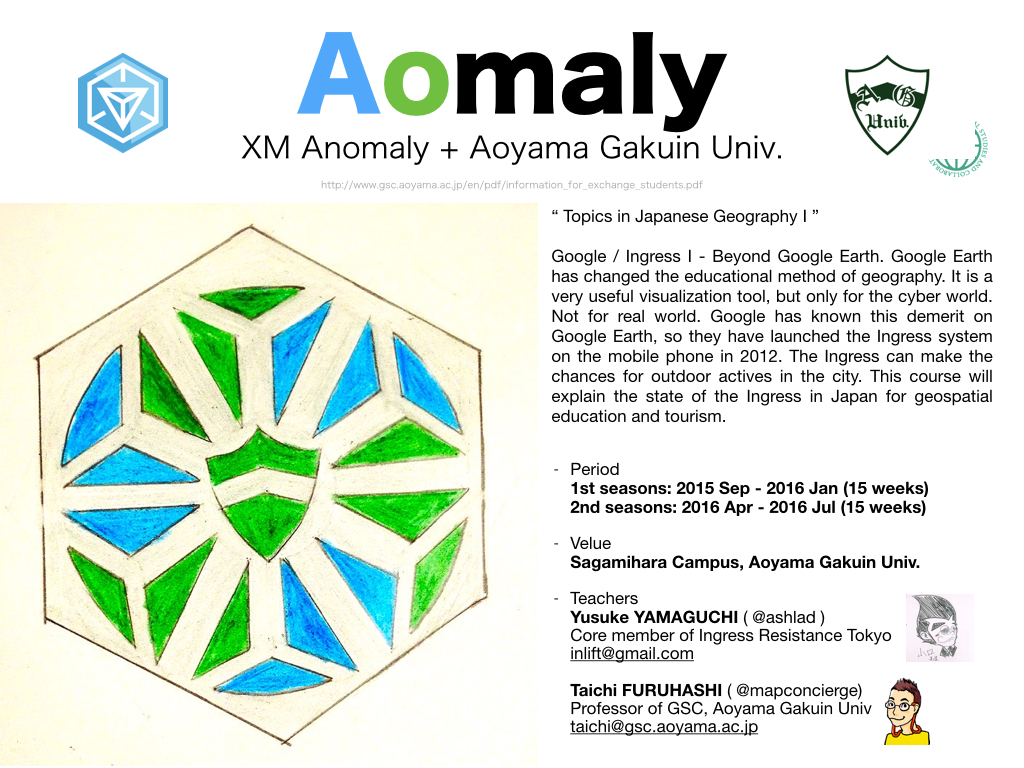 Aomaly
XM Anomaly + Aoyama Gakuin Univ.
http://www.gsc.aoyama.ac.jp/en/pdf/information_for_exchange_students.pdf
A G
Univ.
STUDIES AND COLLABORAT
“ Topics in Japanese Geography I ”
Google / Ingress I - Beyond Google Earth. Google Earth
has changed the educational method of geography. It is a
very useful visualization tool, but only for the cyber world.
Not for real world. Google has known this demerit on
Google Earth, so they have launched the Ingress system
on the mobile phone in 2012. The Ingress can make the
chances for outdoor actives in the city. This course will
explain the state of the Ingress in Japan for geospatial
education and tourism.
- Period
1st seasons: 2015 Sep - 2016 Jan (15 weeks)
2nd seasons: 2016 Apr - 2016 Jul (15 weeks)
- Velue
Sagamihara Campus, Aoyama Gakuin Univ.
- Teachers
Yusuke YAMAGUCHI ( @ashlad )
Core member of Ingress Resistance Tokyo
inlift@gmail.com
Taichi FURUHASHI ( @mapconcierge)
Professor of GSC, Aoyama Gakuin Univ
taichi@gsc.aoyama.ac.jp